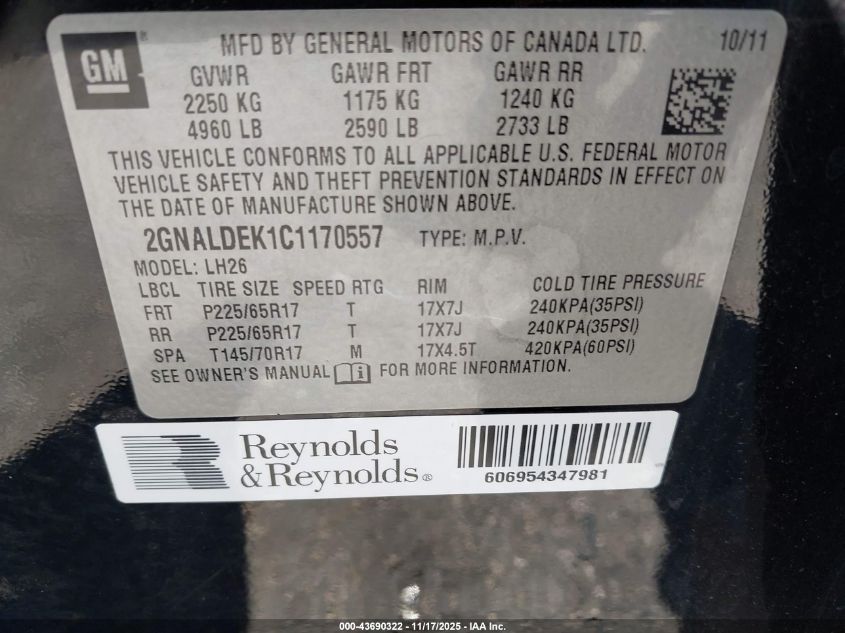 GM ® MFD BY GENERAL MOTORS OF CANADA LTD. 10/11
GVWR GAWR FRT GAWR RR
2250 KG 1175 KG 1240 KG
4960 LB 2590 LB 2733 LB
THIS VEHICLE CONFORMS TO ALL APPLICABLE U.S. FEDERAL MOTOR
VEHICLE SAFETY AND THEFT PREVENTION STANDARDS IN EFFECT ON
THE DATE OF MANUFACTURE SHOWN ABOVE.
2GNALDEK1C1170557 TYPE: M.P.V.
MODEL: LH26
LBCL TIRE SIZE SPEED RTG RIM COLD TIRE PRESSURE
FRT P225/65R17 T 17X7J 240KPA(35PSI)
RR P225/65R17 T 17X7J 240KPA(35PSI)
SPA T145/70R17 M 17X4.5T 420KPA(60PSI)
SEE OWNER'S MANUAL FOR MORE INFORMATION.
Reynolds
&Reynolds®
606954347981
000-43690322 - 11/17/2025 - IAA Inc.